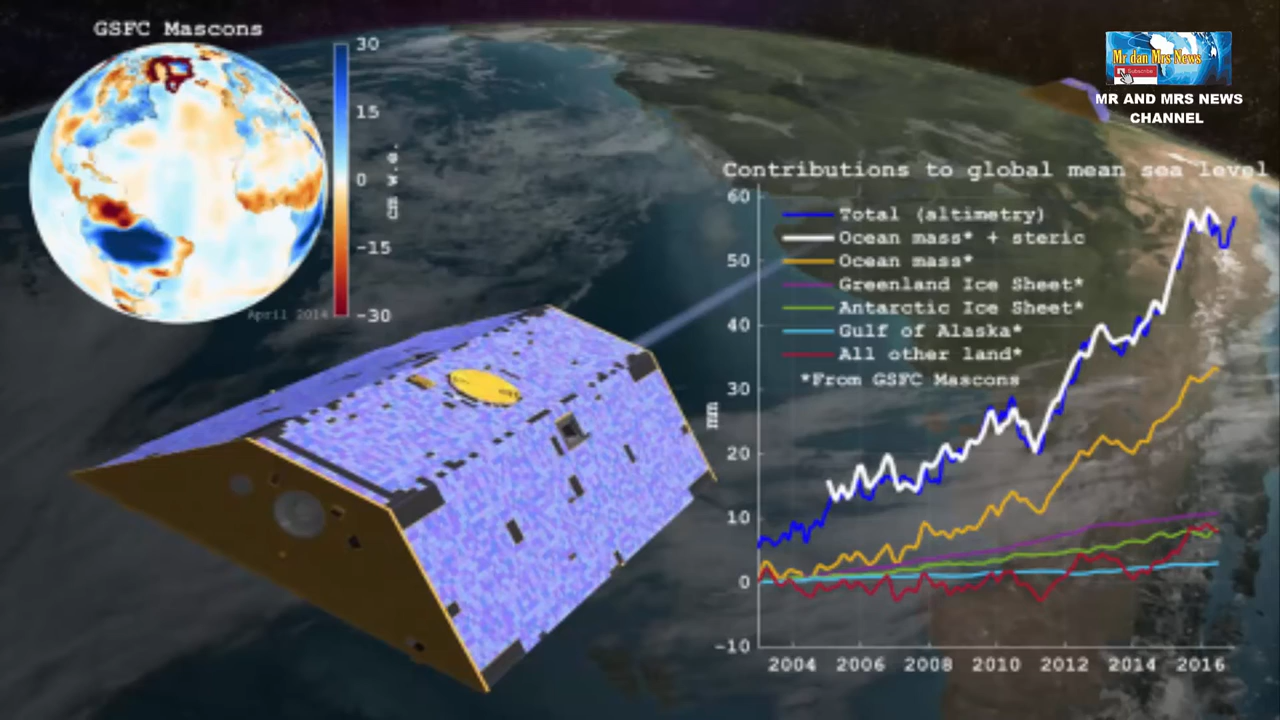 GSFC Mascons
30
15
0
-15
-30
cm w.e.
April 2014
Mr dan Mrs News
Subscribe
MR AND MRS NEWS
CHANNEL
Contributions to global mean sea level
60
50
40
30
20
10
0
-10
mm
Total (altimetry)
Ocean mass* + steric
Ocean mass*
Greenland Ice Sheet*
Antarctic Ice Sheet*
Gulf of Alaska*
All other land*
*From GSFC Mascons
2004 2006 2008 2010 2012 2014 2016